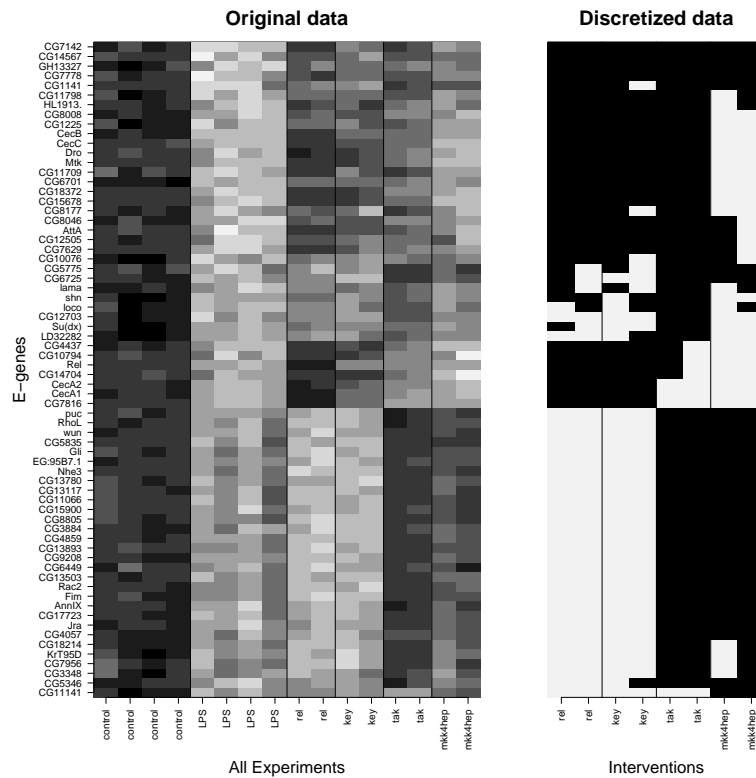 Original data
Discretized data
E−genes
CG7142
CG14567
GH13327
CG7778
CG1141
CG11798
HL1913.
CG8008
CG1225
CecB
CecC
Dro
Mtk
CG11709
CG6701
CG18372
CG15678
CG8177
CG8046
AttA
CG12505
CG7629
CG10076
CG5775
CG6725
lama
shn
loco
CG12703
Su(dx)
LD32282
CG4437
CG10794
Rel
CG14704
CecA2
CecA1
CG7816
puc
RhoL
wun
CG5835
Gli
EG:95B7.1
Nhe3
CG13780
CG13117
CG11066
CG15900
CG8805
CG3884
CG4859
CG13893
CG9208
CG6449
CG13503
Rac2
Fim
AnnIX
CG17723
Jra
CG4057
CG18214
KrT95D
CG7956
CG3348
CG5346
CG11141
control
control
control
control
LPS
LPS
LPS
LPS
rel
rel
key
key
tak
tak
mkk4hep
mkk4hep
All Experiments
rel
rel
key
key
tak
tak
mkk4hep
mkk4hep
Interventions